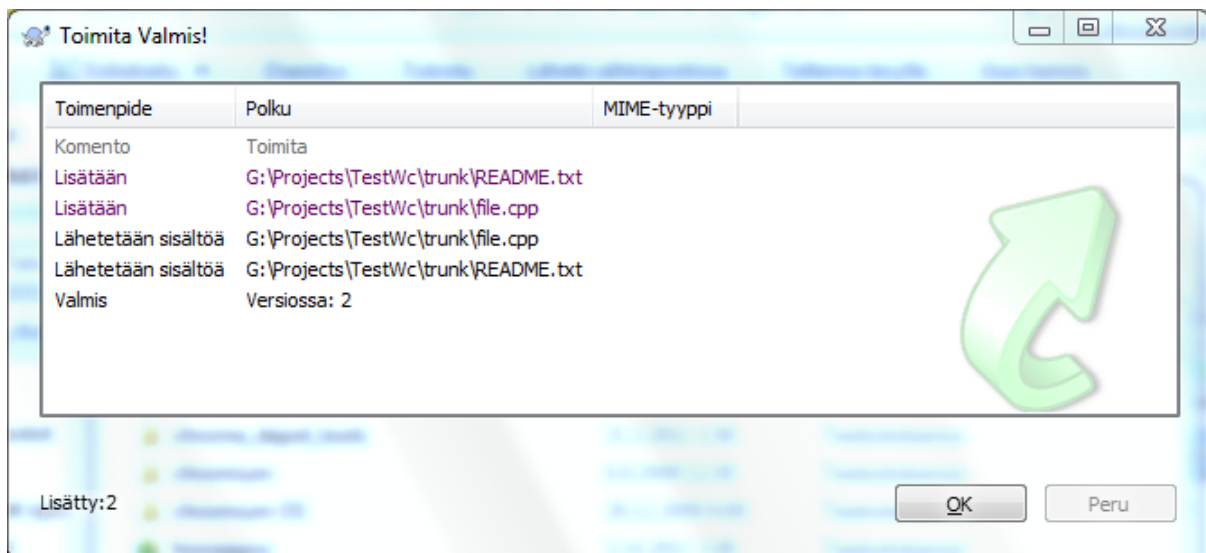 Toimita Valmis!
Toimenpide Polku MIME-tyyppi
Komento Toimita
Lisätään G:\Projects\TestWc\trunk\README.txt
Lisätään G:\Projects\TestWc\trunk\file.cpp
Lähetetään sisältöä G:\Projects\TestWc\trunk\file.cpp
Lähetetään sisältöä G:\Projects\TestWc\trunk\README.txt
Valmis Versiossa: 2
Lisätty:2 OK Peru